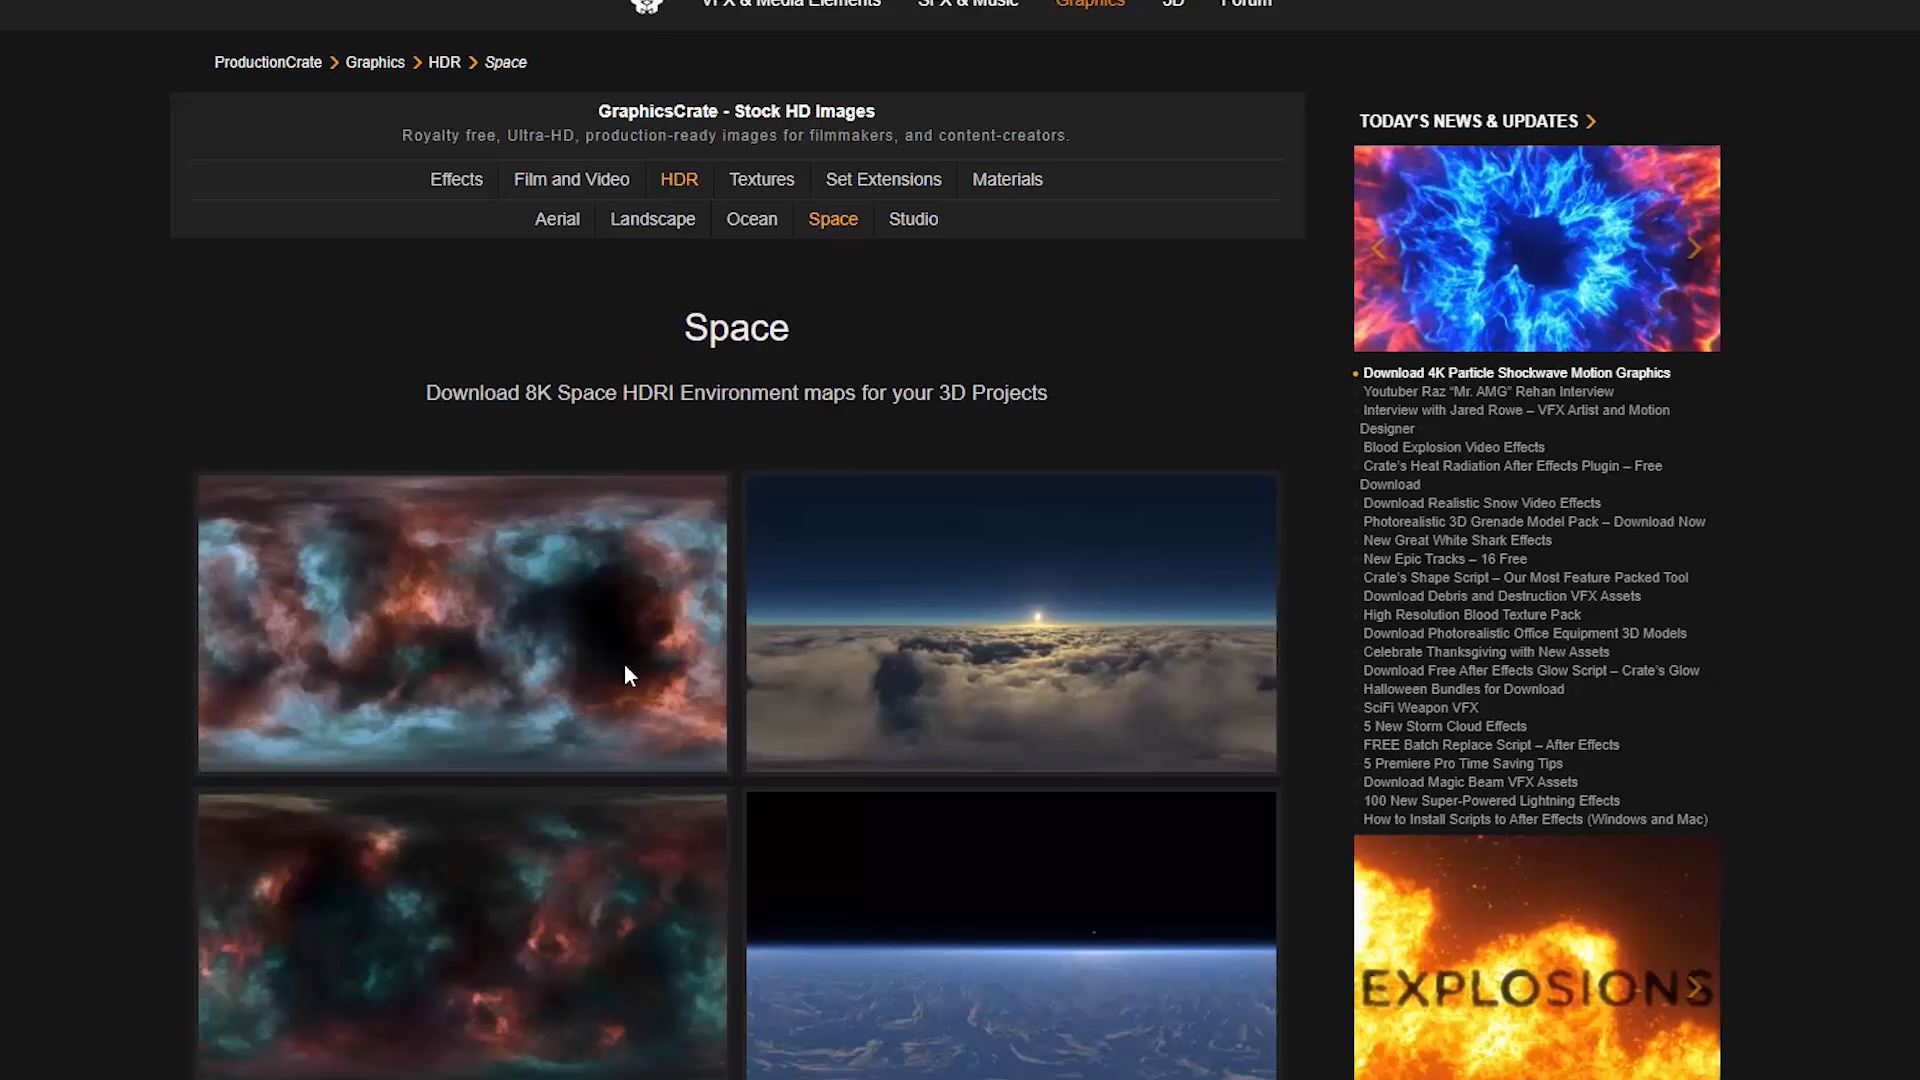 VFX & Media Elements SFX & Music Graphics 3D Forum
ProductionCrate > Graphics > HDR > Space
GraphicsCrate - Stock HD Images
Royalty free, Ultra-HD, production-ready images for filmmakers, and content-creators.
Effects Film and Video HDR Textures Set Extensions Materials
Aerial Landscape Ocean Space Studio
Space
Download 8K Space HDRI Environment maps for your 3D Projects
TODAY'S NEWS & UPDATES >
Download 4K Particle Shockwave Motion Graphics
Youtuber Raz “Mr. AMG” Rehan Interview
Interview with Jared Rowe – VFX Artist and Motion
Designer
Blood Explosion Video Effects
Crate’s Heat Radiation After Effects Plugin – Free
Download
Download Realistic Snow Video Effects
Photorealistic 3D Grenade Model Pack – Download Now
New Great White Shark Effects
New Epic Tracks – 16 Free
Crate’s Shape Script – Our Most Feature Packed Tool
Download Debris and Destruction VFX Assets
High Resolution Blood Texture Pack
Download Photorealistic Office Equipment 3D Models
Celebrate Thanksgiving with New Assets
Download Free After Effects Glow Script – Crate’s Glow
Halloween Bundles for Download
SciFi Weapon VFX
5 New Storm Cloud Effects
FREE Batch Replace Script – After Effects
5 Premiere Pro Time Saving Tips
Download Magic Beam VFX Assets
100 New Super-Powered Lightning Effects
How to Install Scripts to After Effects (Windows and Mac)
EXPLOSIONS